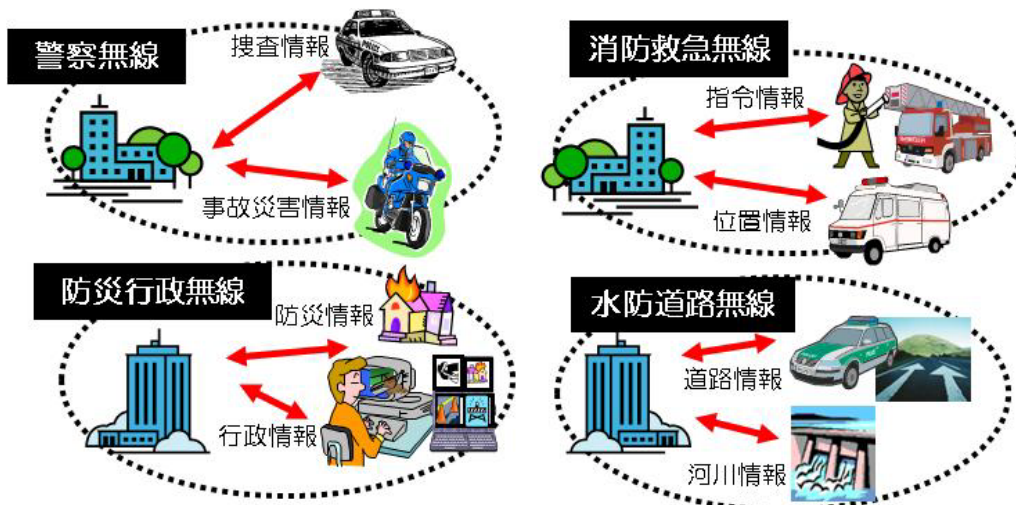 警察無線
捜査情報
事故災害情報
消防救急無線
指令情報
位置情報
防災行政無線
防災情報
行政情報
水防道路無線
道路情報
河川情報